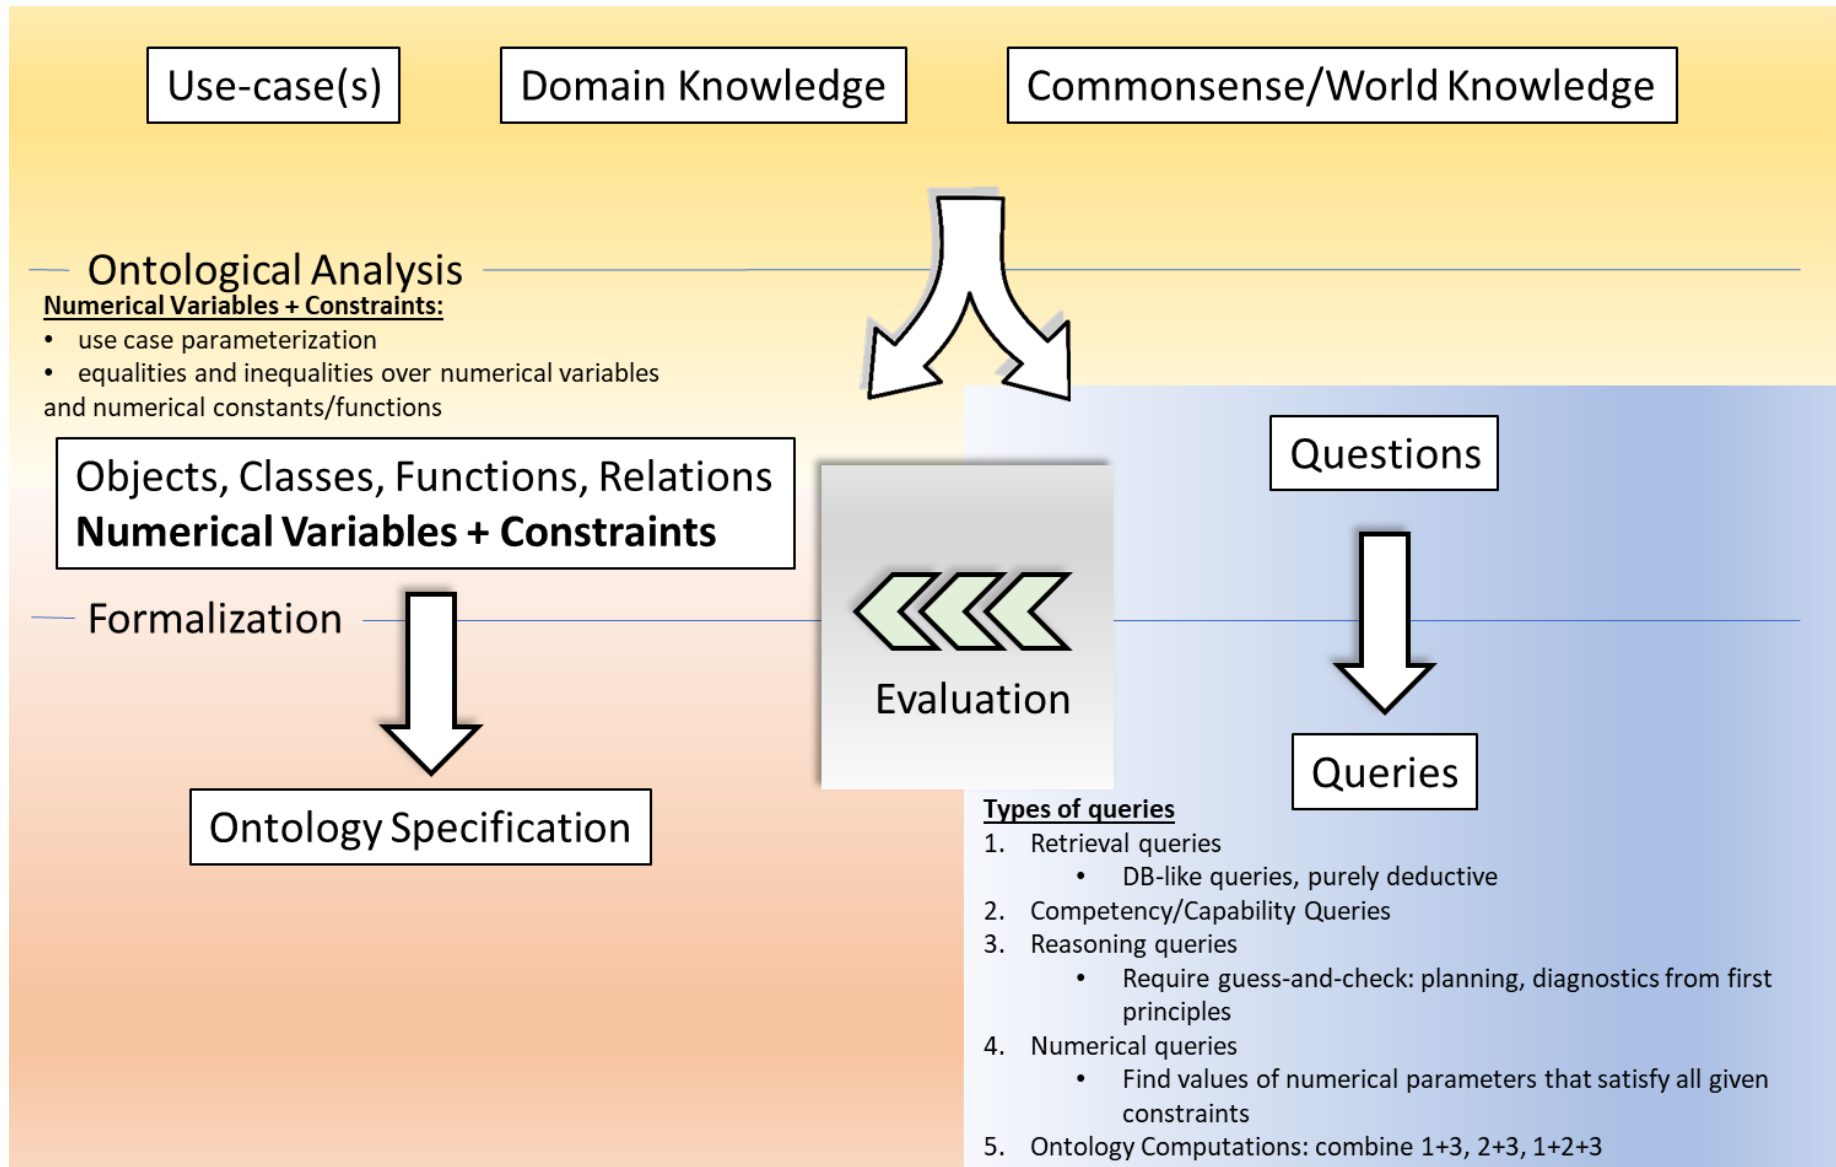 Use-case(s)
Domain Knowledge
Commonsense/World Knowledge
Ontological Analysis
Numerical Variables + Constraints:
• use case parameterization
• equalities and inequalities over numerical variables
and numerical constants/functions
Objects, Classes, Functions, Relations
Numerical Variables + Constraints
Formalization
Ontology Specification
Evaluation
Questions
Queries
Types of queries
1. Retrieval queries
• DB-like queries, purely deductive
2. Competency/Capability Queries
3. Reasoning queries
• Require guess-and-check: planning, diagnostics from first
principles
4. Numerical queries
• Find values of numerical parameters that satisfy all given
constraints
5. Ontology Computations: combine 1+3, 2+3, 1+2+3